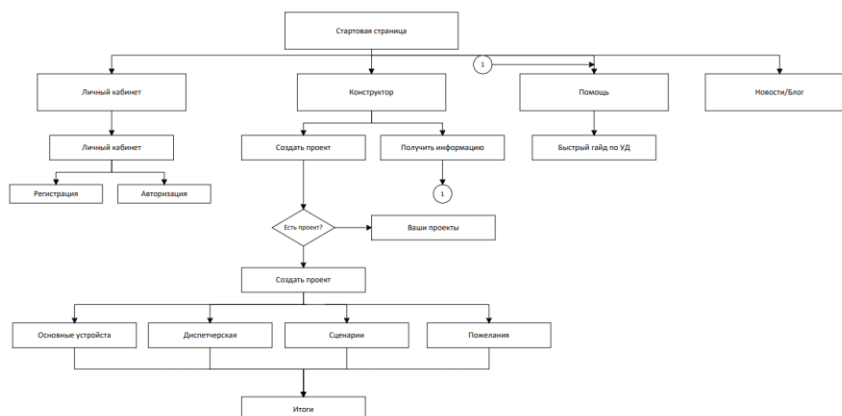 Стартовая страница
1
Личный кабинет
Конструктор
Помощь
Новости/Блог
Личный кабинет
Создать проект
Получить информацию
Быстрый гайд по УД
Регистрация
Авторизация
1
Есть проект?
Ваши проекты
Создать проект
Основные устройста
Диспетчерская
Сценарии
Пожелания
Итоги